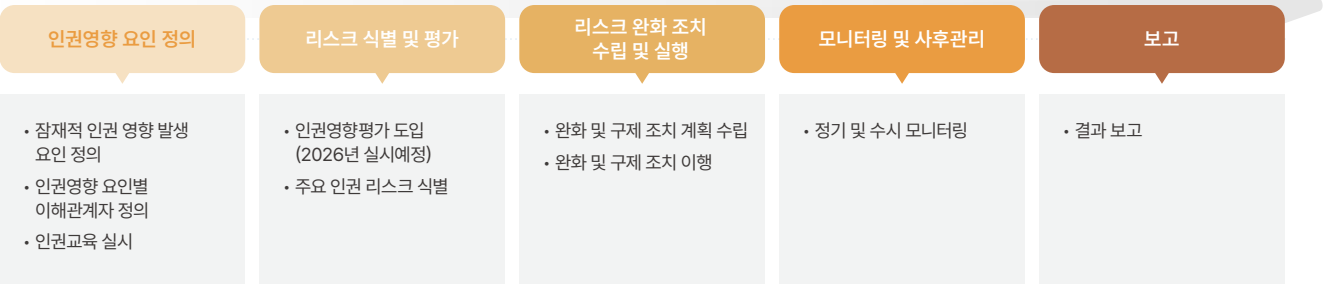 인권영향 요인 정의
• 잠재적 인권 영향 발생
요인 정의
• 인권영향 요인별
이해관계자 정의
• 인권교육 실시
리스크 식별 및 평가
• 인권영향평가 도입
(2026년 실시예정)
• 주요 인권 리스크 식별
리스크 완화 조치
수립 및 실행
• 완화 및 구제 조치 계획 수립
• 완화 및 구제 조치 이행
모니터링 및 사후관리
• 정기 및 수시 모니터링
보고
• 결과 보고